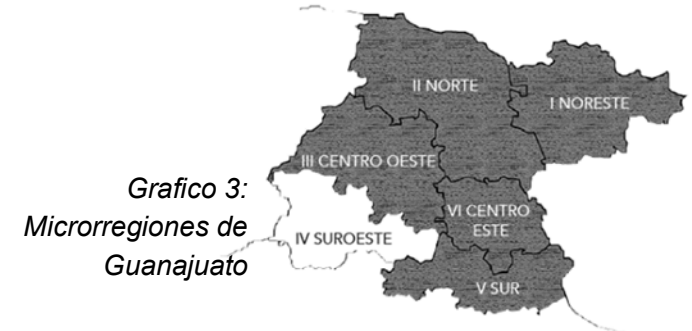 II NORTE
I NORESTE
III CENTRO OESTE
Grafico 3:
Microrregiones de
Guanajuato
VI CENTRO
ESTE
IV SUROESTE
V SUR